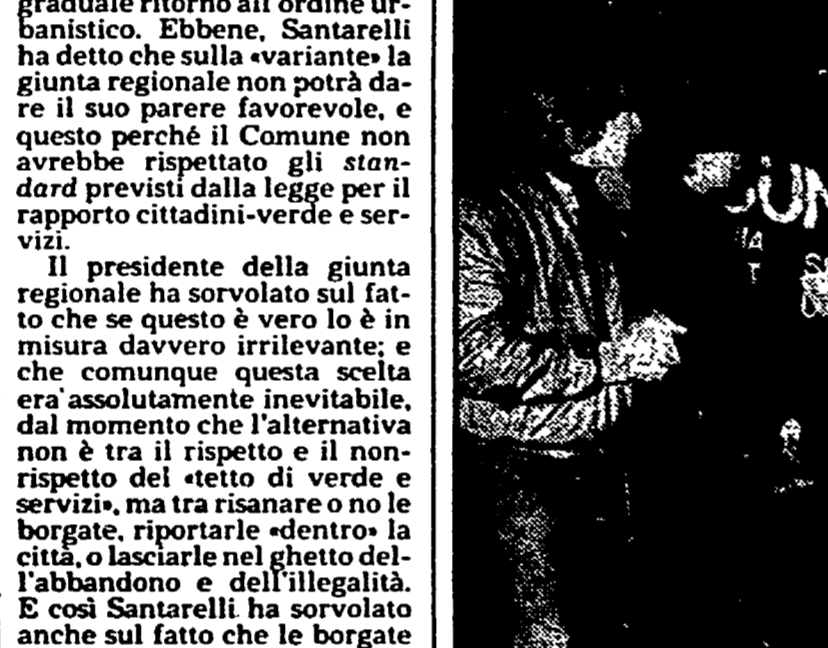 graduale ritorno all'ordine ur-
banistico. Ebbene, Santarelli
ha detto che sulla «variante» la
giunta regionale non potrà da-
re il suo parere favorevole, e
questo perché il Comune non
avrebbe rispettato gli stan-
dard previsti dalla legge per il
rapporto cittadini-verde e ser-
vizi.
Il presidente della giunta
regionale ha sorvolato sul fat-
to che se questo è vero lo è in
misura davvero irrilevante; e
che comunque questa scelta
era assolutamente inevitabile,
dal momento che l'alternativa
non è tra il rispetto e il non-
rispetto del «tetto di verde e
servizi», ma tra risanare o no le
borgate, riportarle «dentro» la
città, o lasciarle nel ghetto del-
l'abbandono e dell'illegalità.
E così Santarelli ha sorvolato
anche sul fatto che le borgate